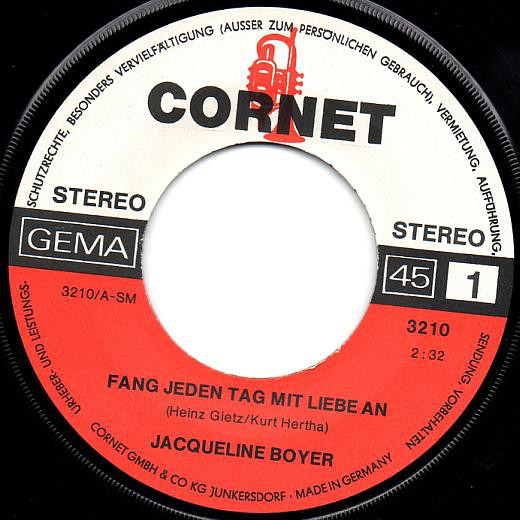 SCHUTZRECHTE, BESONDERS VERVIELFÄLTIGUNG (AUSSER ZUM PERSÖNLICHEN GEBRAUCH), VERMIETUNG, AUFFÜHRUNG,
CORNET
STEREO
STEREO
GEMA
45
1
3210/A-SM
3210
2:32
FANG JEDEN TAG MIT LIEBE AN
(Heinz Gietz/Kurt Hertha)
JACQUELINE BOYER
URHEBER- UND LEISTUNGS-
SENDUNG, VORBEHALTEN
CORNET GMBH & CO KG JUNKERSDORF · MADE IN GERMANY